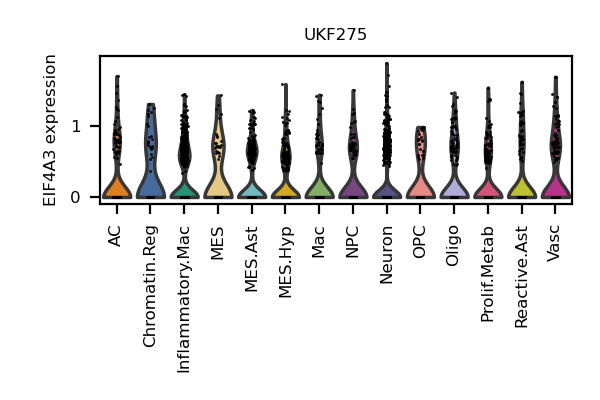 UKF275
EIF4A3 expression
1
0
AC
Chromatin.Reg
Inflammatory.Mac
MES
MES.Ast
MES.Hyp
Mac
NPC
Neuron
OPC
Oligo
Prolif.Metab
Reactive.Ast
Vasc